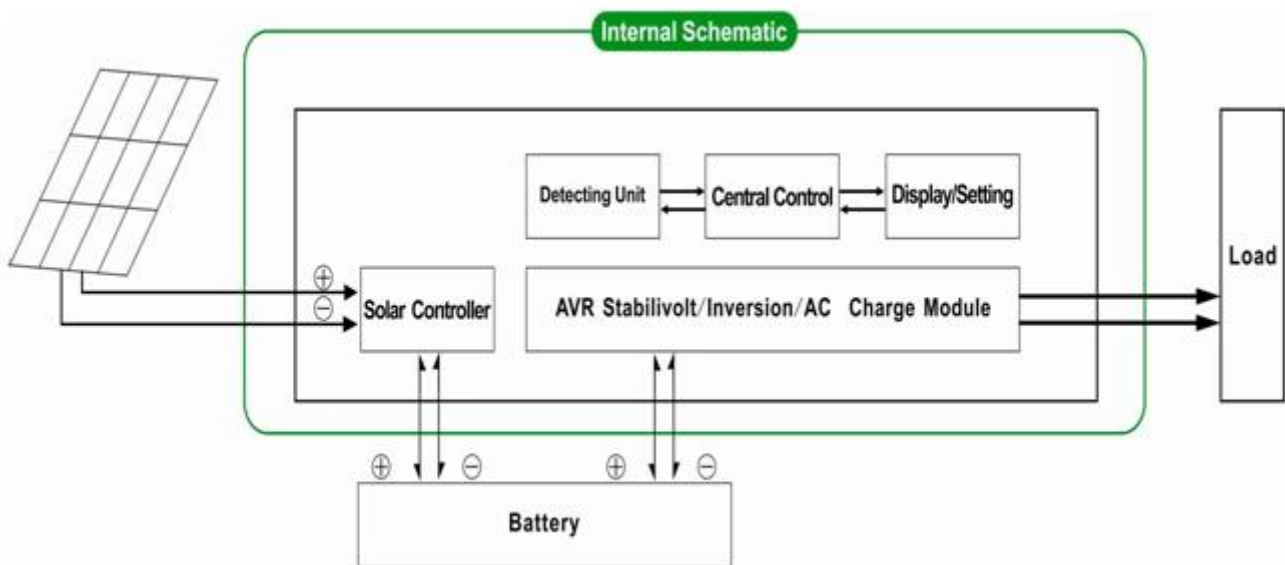 Internal Schematic
Detecting Unit
Central Control
Display/Setting
Load
⊕
⊖
Solar Controller
AVR Stabilivolt/Inversion/AC Charge Module
⊕ ⊖ ⊕ ⊖
Battery